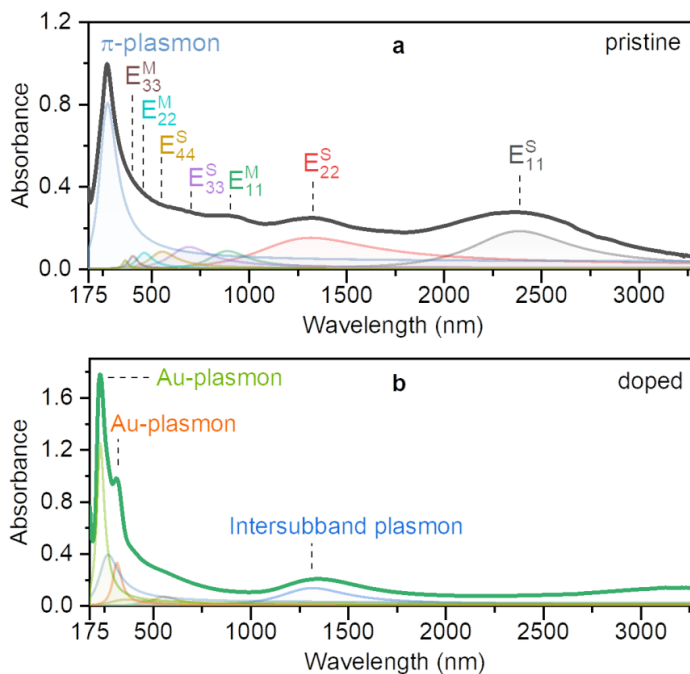 1.2
π-plasmon
a
pristine
E33M
E22M
E44S
E33S
E11M
E22S
E11S
0.8
0.4
0.0
Absorbance
175 500 1000 1500 2000 2500 3000
Wavelength (nm)
Au-plasmon
b
doped
Au-plasmon
Intersubband plasmon
1.6
1.2
0.8
0.4
0.0
Absorbance
175 500 1000 1500 2000 2500 3000
Wavelength (nm)